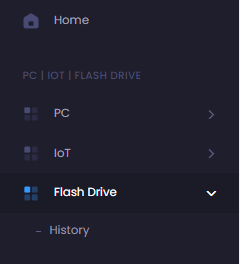 Home
PC | IOT | FLASH DRIVE
PC
IoT
Flash Drive
– History